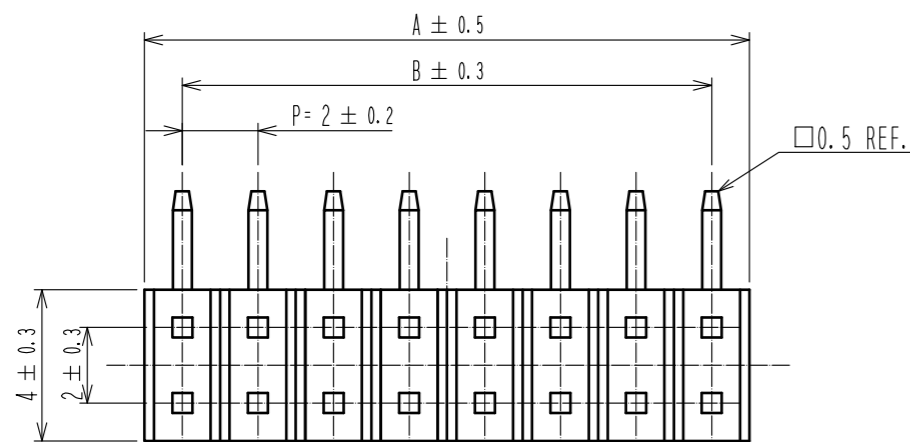 A ± 0.5
B ± 0.3
P= 2 ± 0.2
□0.5 REF.
4 ± 0.3
2 ± 0.3